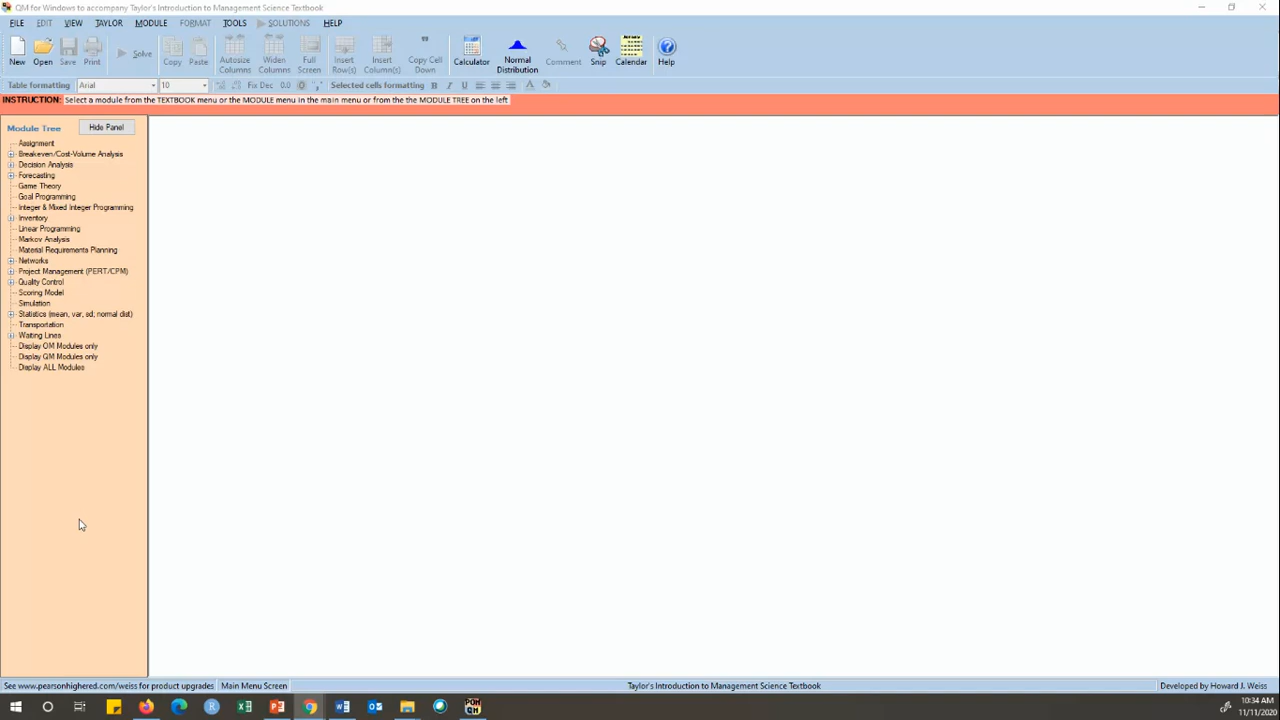 QM for Windows to accompany Taylor's Introduction to Management Science Textbook
FILE EDIT VIEW TAYLOR MODULE FORMAT TOOLS SOLUTIONS HELP
New Open Save Print Solve Copy Paste Autosize Columns Widen Columns Full Screen Insert Row(s) Insert Column(s) Copy Cell Down Calculator Normal Distribution Comment Snip Calendar Help
Table formatting Arial 10 Fix Dec 0.0 Selected cells formatting B I U A
INSTRUCTION: Select a module from the TEXTBOOK menu or the MODULE menu in the main menu or from the the MODULE TREE on the left
Module Tree Hide Panel
Assignment
Breakeven/Cost-Volume Analysis
Decision Analysis
Forecasting
Game Theory
Goal Programming
Integer & Mixed Integer Programming
Inventory
Linear Programming
Markov Analysis
Material Requirements Planning
Networks
Project Management (PERT/CPM)
Quality Control
Scoring Model
Simulation
Statistics (mean, var, sd; normal dist)
Transportation
Waiting Lines
Display OM Modules only
Display QM Modules only
Display ALL Modules
See www.pearsonhighered.com/weiss for product upgrades Main Menu Screen Taylor's Introduction to Management Science Textbook Developed by Howard J. Weiss
10:34 AM
11/11/2020